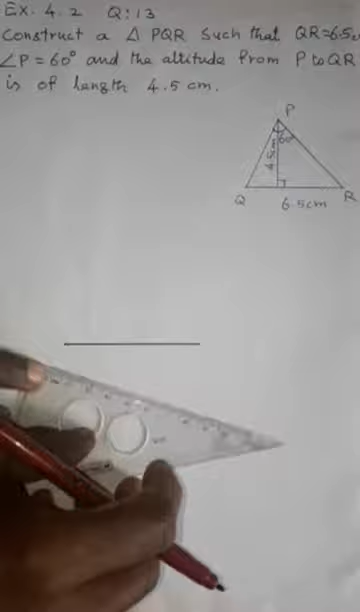 Ex. 4.2 Q:13
Construct a Δ PQR such that QR=6.5c
∠P = 60° and the altitude from P to QR
is of length 4.5 cm.
P
60°
4.5cm
Q
R
6.5cm